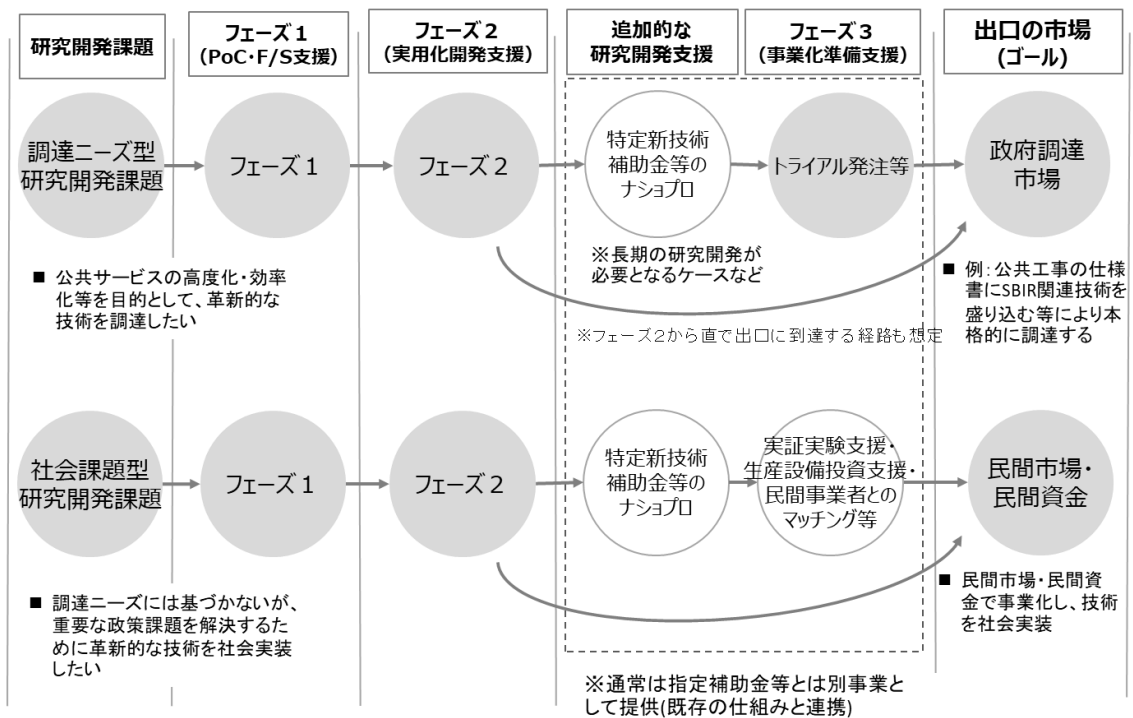 研究開発課題
フェーズ1
(PoC・F/S支援)
フェーズ2
(実用化開発支援)
追加的な
研究開発支援
フェーズ3
(事業化準備支援)
出口の市場
(ゴール)
調達ニーズ型
研究開発課題
フェーズ1
フェーズ2
特定新技術
補助金等の
ナショプロ
トライアル発注等
政府調達
市場
■ 公共サービスの高度化・効率
化等を目的として、革新的な
技術を調達したい
※長期の研究開発が
必要となるケースなど
■ 例：公共工事の仕様
書にSBIR関連技術を
盛り込む等により本
格的に調達する
※フェーズ2から直で出口に到達する経路も想定
社会課題型
研究開発課題
フェーズ1
フェーズ2
特定新技術
補助金等の
ナショプロ
実証実験支援・
生産設備投資支援・
民間事業者との
マッチング等
民間市場・
民間資金
■ 調達ニーズには基づかないが、
重要な政策課題を解決するた
めに革新的な技術を社会実装
したい
■ 民間市場・民間資
金で事業化し、技術
を社会実装
※通常は指定補助金等とは別事業と
して提供(既存の仕組みと連携)